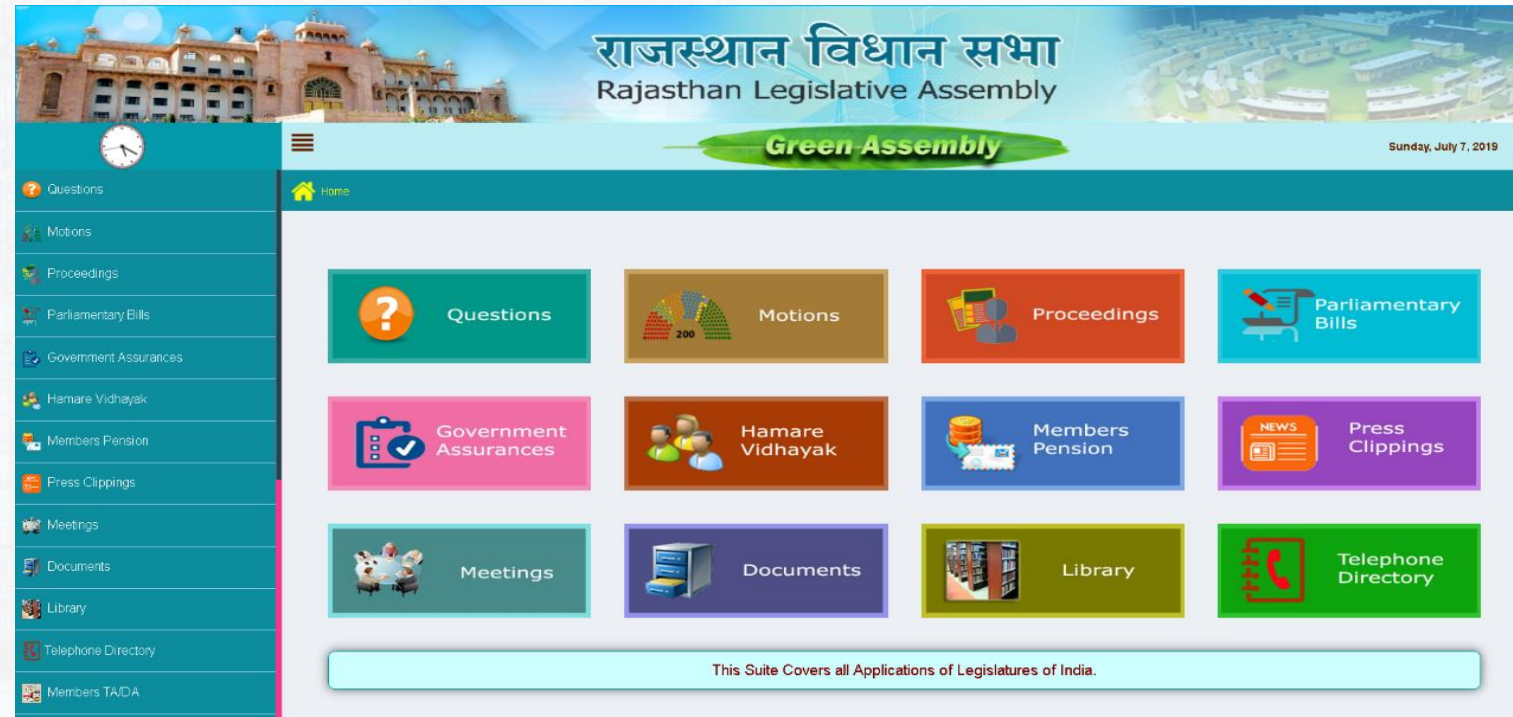 राजस्थान विधान सभा
Rajasthan Legislative Assembly
Green Assembly
Sunday, July 7, 2019
Home
Questions
Motions
Proceedings
Parliamentary Bills
Government Assurances
Hamare Vidhayak
Members Pension
Press Clippings
Meetings
Documents
Library
Telephone Directory
Members TA/DA
Questions
200
Motions
Proceedings
Parliamentary
Bills
Government
Assurances
Hamare
Vidhayak
Members
Pension
NEWS
Press
Clippings
Meetings
Documents
Library
Telephone
Directory
This Suite Covers all Applications of Legislatures of India.